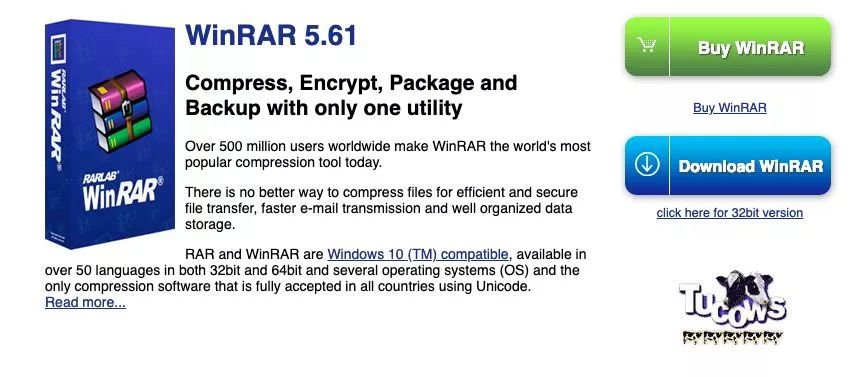 WinRAR 5.61
Compress, Encrypt, Package and
Backup with only one utility
Over 500 million users worldwide make WinRAR the world's most
popular compression tool today.
There is no better way to compress files for efficient and secure
file transfer, faster e-mail transmission and well organized data
storage.
RAR and WinRAR are Windows 10 (TM) compatible, available in
over 50 languages in both 32bit and 64bit and several operating systems (OS) and the
only compression software that is fully accepted in all countries using Unicode.
Read more...
RARLAB®
WinRAR®
RARLAB
WinRAR®
Buy WinRAR
Buy WinRAR
Download WinRAR
click here for 32bit version
TUCOWS